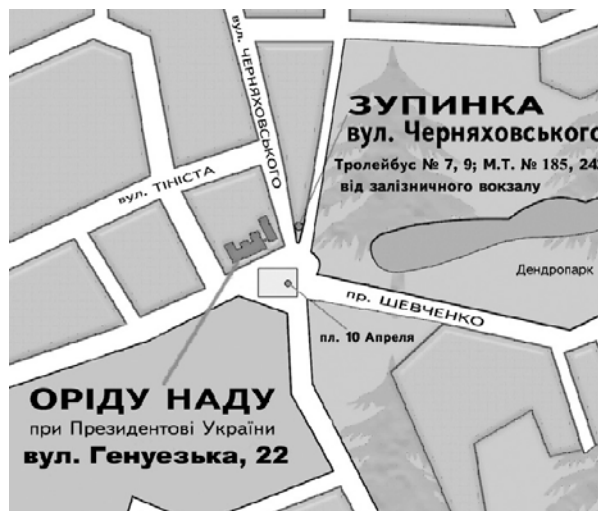 вул. ЧЕРНЯХОВСЬКОГО
ЗУПИНКА
вул. Черняховського
Тролейбус № 7, 9; М.Т. № 185, 242
від залізничного вокзалу
вул. ТІНІСТА
Дендропарк
пр. ШЕВЧЕНКО
пл. 10 Апреля
ОРІДУ НАДУ
при Президентові України
вул. Генуезька, 22